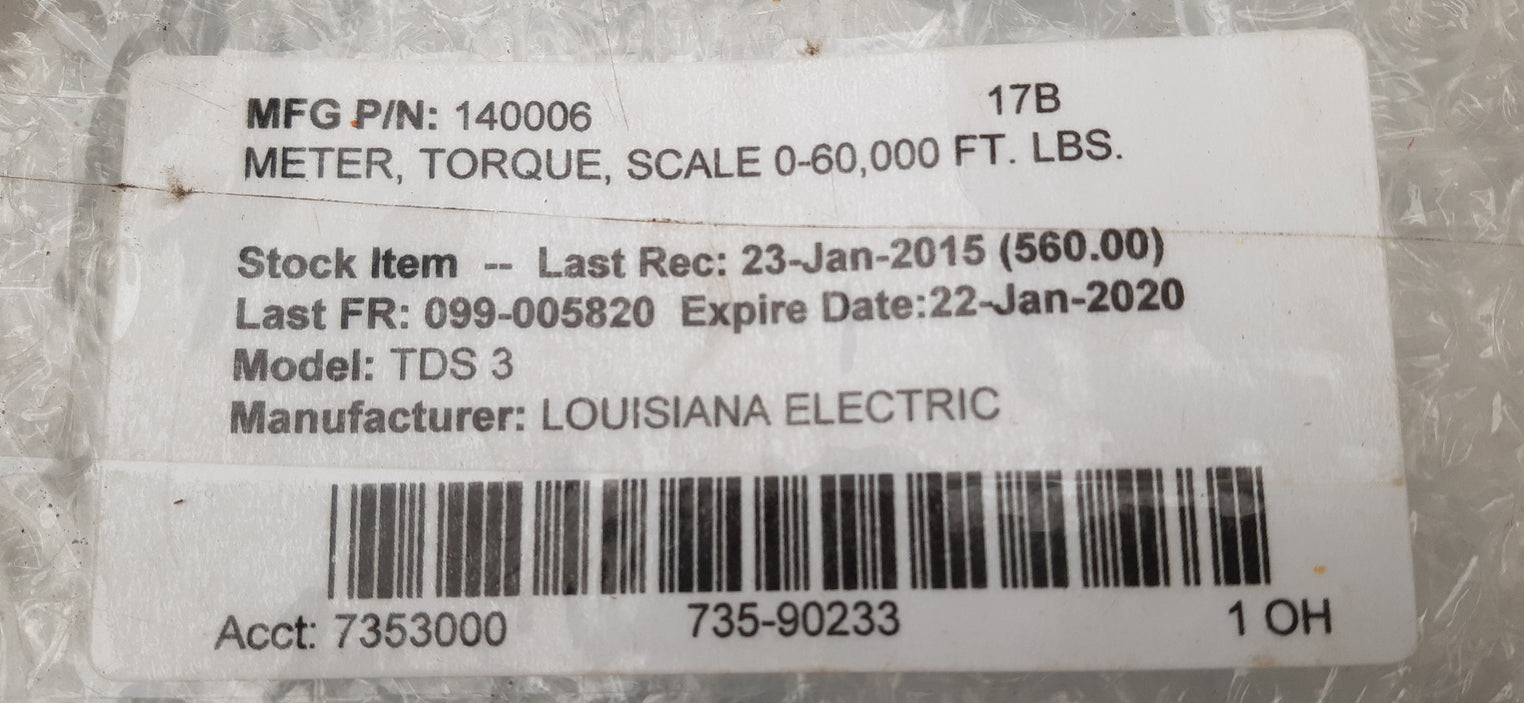 MFG P/N: 140006 17B
METER, TORQUE, SCALE 0-60,000 FT. LBS.
Stock Item -- Last Rec: 23-Jan-2015 (560.00)
Last FR: 099-005820 Expire Date:22-Jan-2020
Model: TDS 3
Manufacturer: LOUISIANA ELECTRIC
Acct: 7353000 735-90233 1 OH